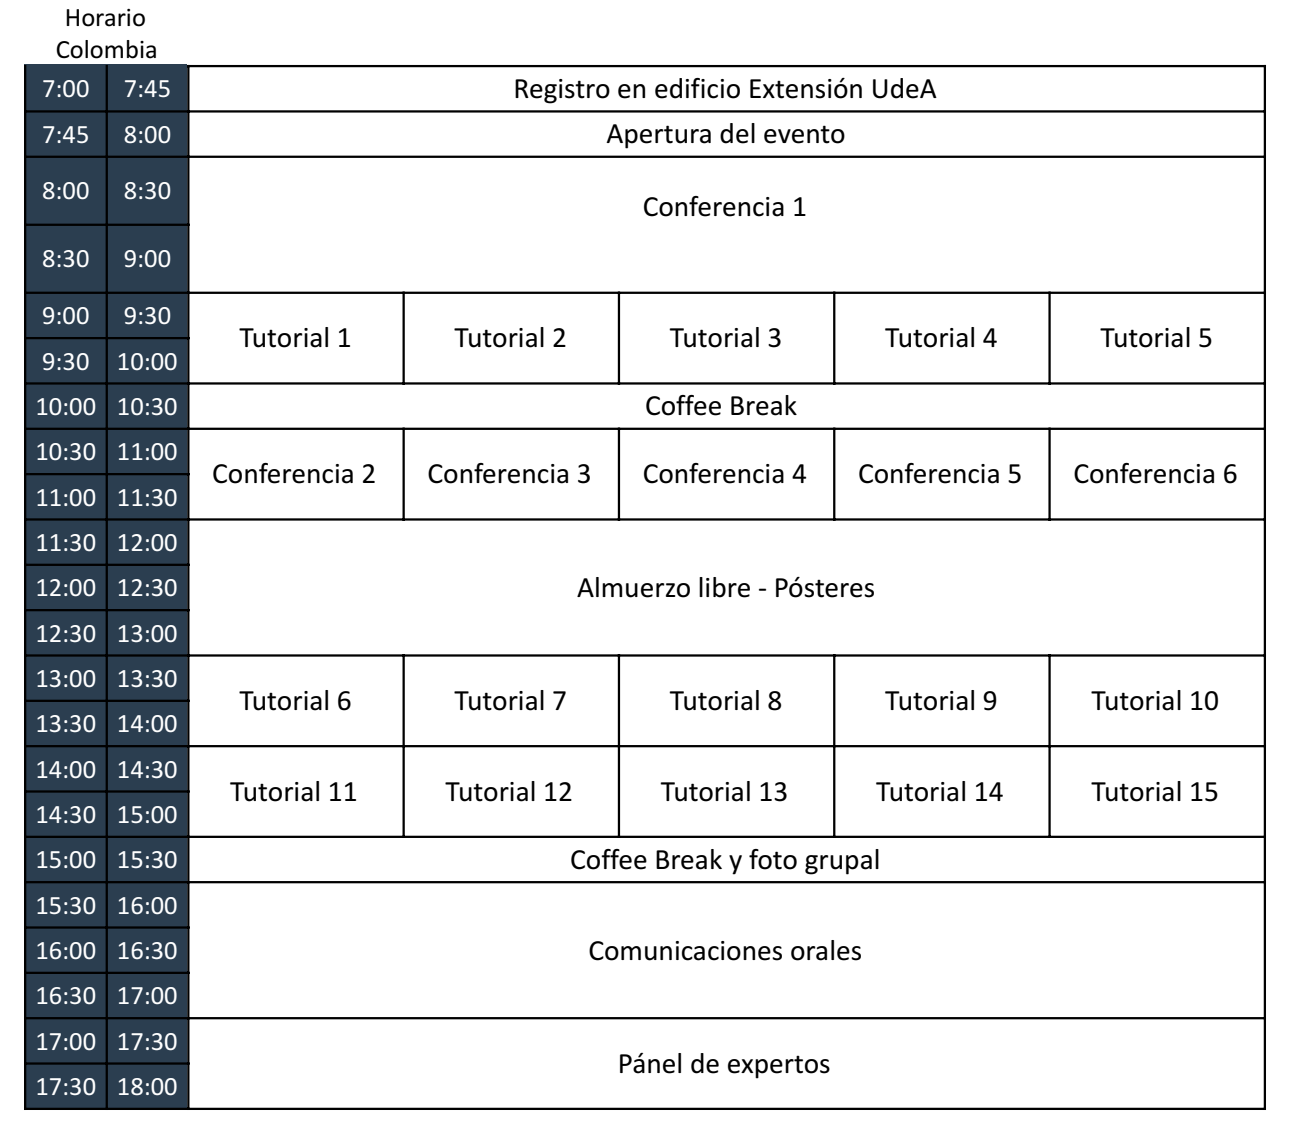 Horario
Colombia
7:00 7:45 Registro en edificio Extensión UdeA
7:45 8:00 Apertura del evento
8:00 8:30
Conferencia 1
8:30 9:00
9:00 9:30
Tutorial 1 Tutorial 2 Tutorial 3 Tutorial 4 Tutorial 5
9:30 10:00
10:00 10:30 Coffee Break
10:30 11:00
Conferencia 2 Conferencia 3 Conferencia 4 Conferencia 5 Conferencia 6
11:00 11:30
11:30 12:00
12:00 12:30 Almuerzo libre - Pósteres
12:30 13:00
13:00 13:30
Tutorial 6 Tutorial 7 Tutorial 8 Tutorial 9 Tutorial 10
13:30 14:00
14:00 14:30
Tutorial 11 Tutorial 12 Tutorial 13 Tutorial 14 Tutorial 15
14:30 15:00
15:00 15:30 Coffee Break y foto grupal
15:30 16:00
16:00 16:30 Comunicaciones orales
16:30 17:00
17:00 17:30
Pánel de expertos
17:30 18:00